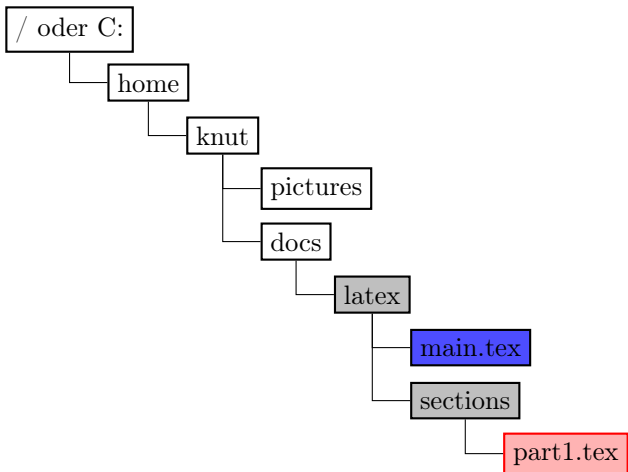 / oder C:
home
knut
pictures
docs
latex
main.tex
sections
part1.tex